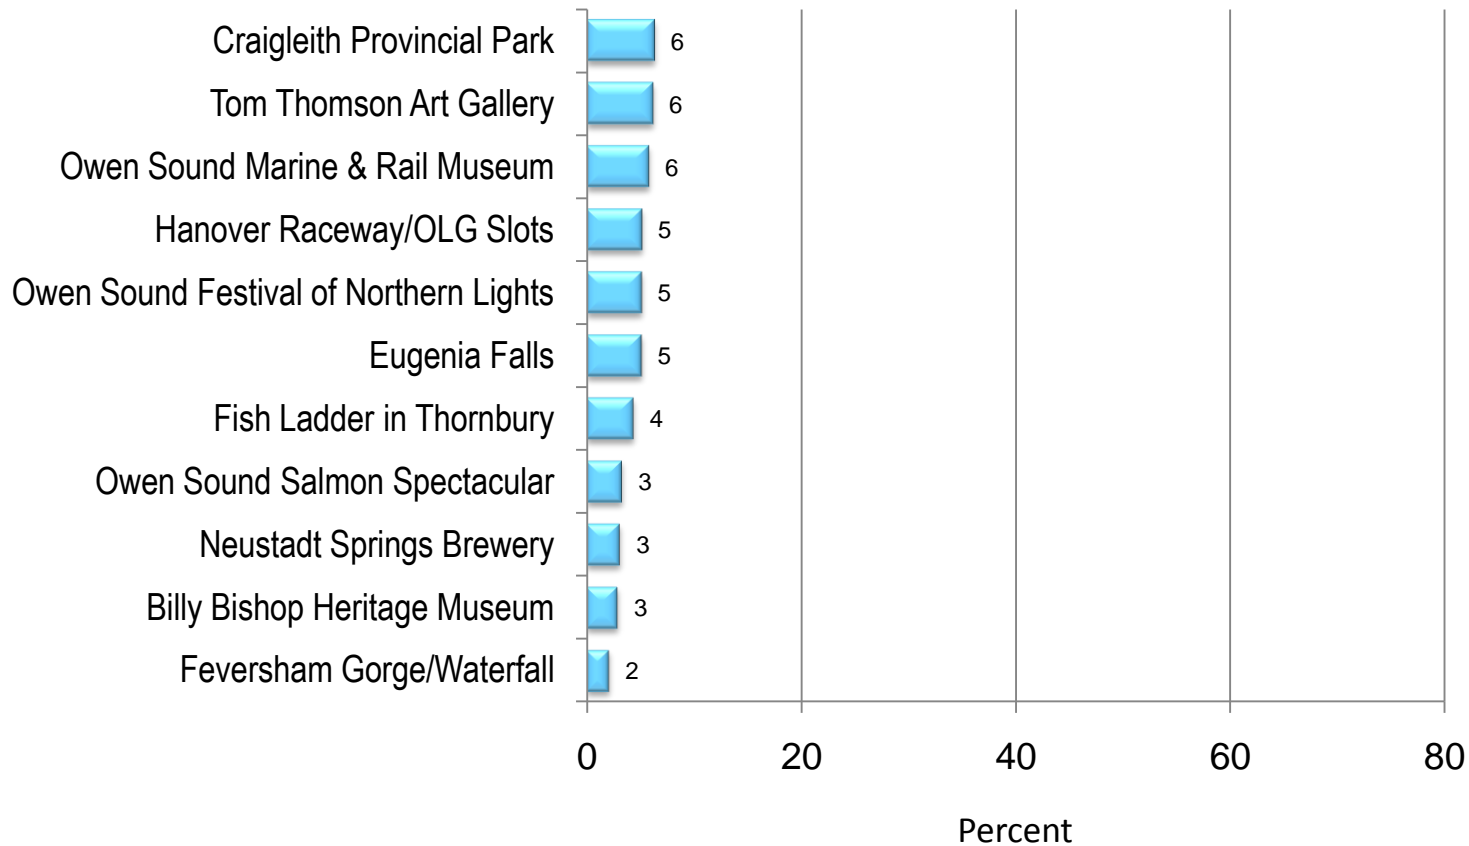 Craigleith Provincial Park 6
Tom Thomson Art Gallery 6
Owen Sound Marine & Rail Museum 6
Hanover Raceway/OLG Slots 5
Owen Sound Festival of Northern Lights 5
Eugenia Falls 5
Fish Ladder in Thornbury 4
Owen Sound Salmon Spectacular 3
Neustadt Springs Brewery 3
Billy Bishop Heritage Museum 3
Feversham Gorge/Waterfall 2
0 20 40 60 80
Percent